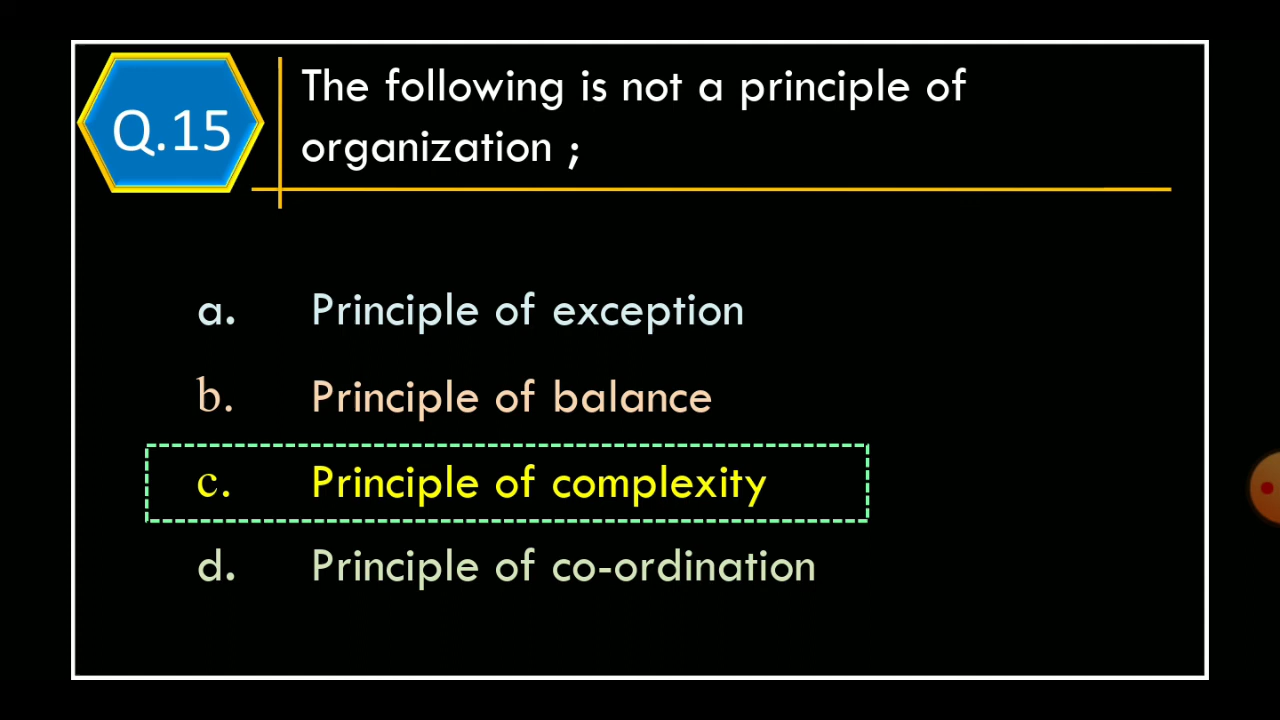 Q.15
The following is not a principle of
organization ;
a. Principle of exception
b. Principle of balance
c. Principle of complexity
d. Principle of co-ordination